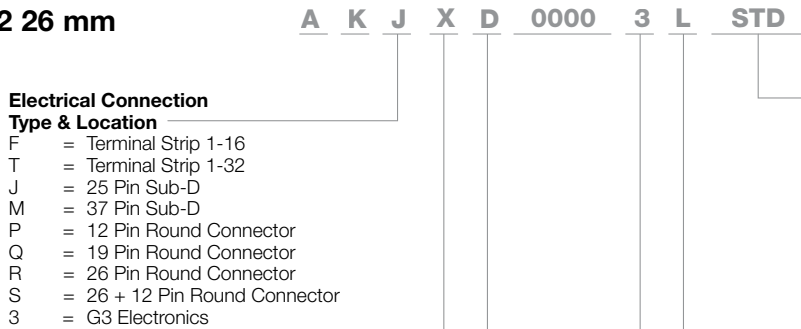 2 26 mm A K J X D 0000 3 L STD
Electrical Connection
Type & Location
F = Terminal Strip 1-16
T = Terminal Strip 1-32
J = 25 Pin Sub-D
M = 37 Pin Sub-D
P = 12 Pin Round Connector
Q = 19 Pin Round Connector
R = 26 Pin Round Connector
S = 26 + 12 Pin Round Connector
3 = G3 Electronics